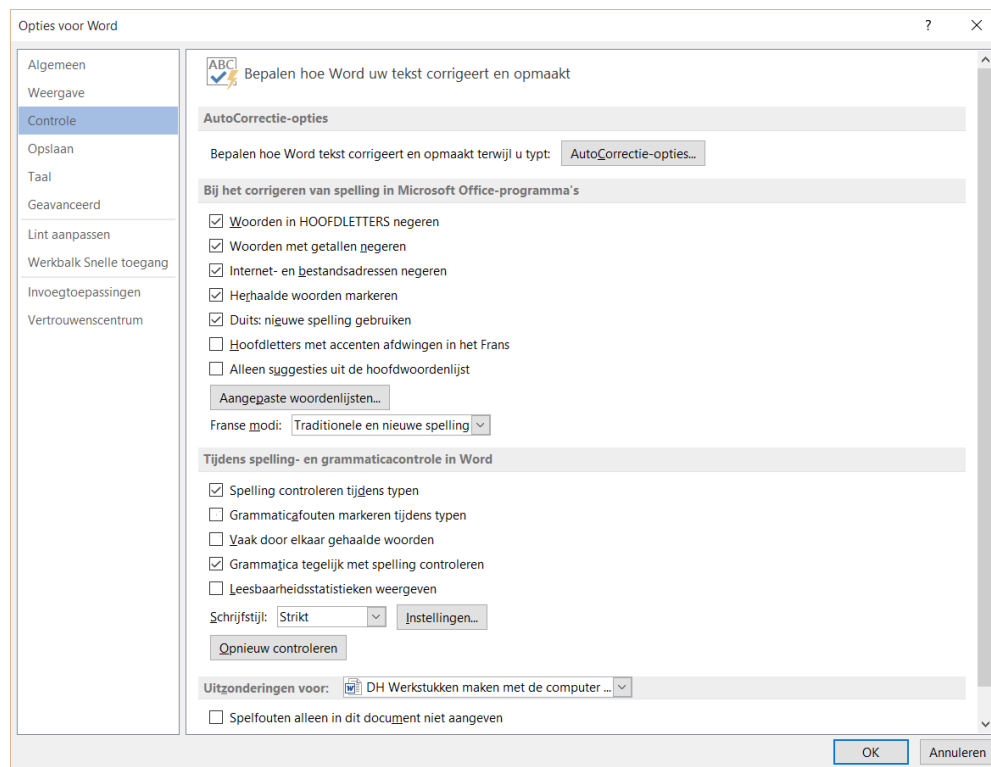 Opties voor Word
?
Algemeen
Weergave
Controle
Opslaan
Taal
Geavanceerd
Lint aanpassen
Werkbalk Snelle toegang
Invoegtoepassingen
Vertrouwenscentrum
ABC
Bepalen hoe Word uw tekst corrigeert en opmaakt
AutoCorrectie-opties
Bepalen hoe Word tekst corrigeert en opmaakt terwijl u typt: AutoCorrectie-opties...
Bij het corrigeren van spelling in Microsoft Office-programma's
Woorden in HOOFDLETTERS negeren
Woorden met getallen negeren
Internet- en bestandsadressen negeren
Herhaalde woorden markeren
Duits: nieuwe spelling gebruiken
Hoofdletters met accenten afdwingen in het Frans
Alleen suggesties uit de hoofdwoordenlijst
Aangepaste woordenlijsten...
Franse modi: Traditionele en nieuwe spelling
Tijdens spelling- en grammaticacontrole in Word
Spelling controleren tijdens typen
Grammaticafouten markeren tijdens typen
Vaak door elkaar gehaalde woorden
Grammatica tegelijk met spelling controleren
Leesbaarheidsstatistieken weergeven
Schrijfstijl: Strikt Instellingen...
Opnieuw controleren
Uitzonderingen voor: DH Werkstukken maken met de computer ...
Spelfouten alleen in dit document niet aangeven
OK Annuleren